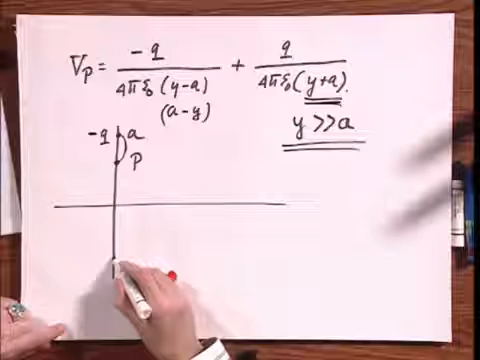 Vp = -q / 4πε₀ (y-a) + q / 4πε₀ (y+a).
(a-y)
y >> a
-q a
P